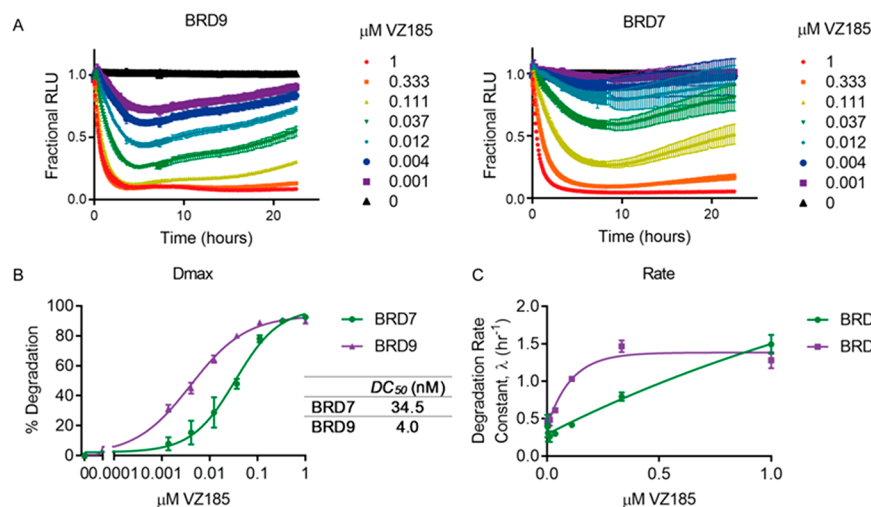 A
BRD9
μM VZ185
BRD7
μM VZ185
Fractional RLU
1.0
0.5
0.0
0
10
20
Time (hours)
1
0.333
0.111
0.037
0.012
0.004
0.001
0
Fractional RLU
1.0
0.5
0.0
0
10
20
Time (hours)
1
0.333
0.111
0.037
0.012
0.004
0.001
0
B
Dmax
% Degradation
100
80
60
40
20
0
00.0001
0.001
0.01
0.1
1
μM VZ185
BRD7
BRD9
DC50 (nM)
BRD7 34.5
BRD9 4.0
C
Rate
Degradation Rate
Constant, λ (hr-1)
2.0
1.5
1.0
0.5
0.0
0.0
0.5
1.0
μM VZ185
BRD
BRD